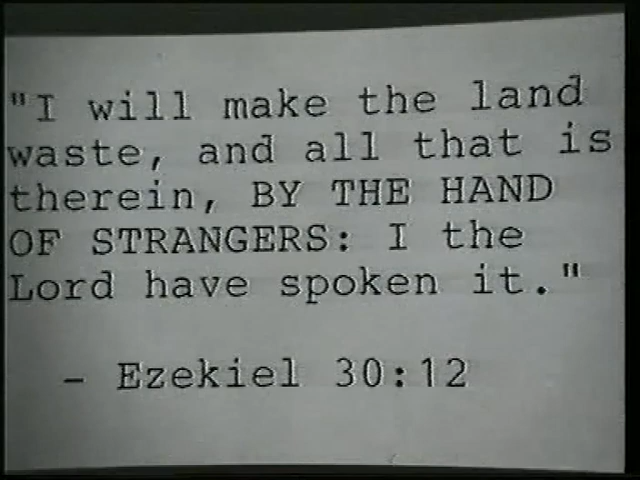 "I will make the land
waste, and all that is
therein, BY THE HAND
OF STRANGERS: I the
Lord have spoken it."
- Ezekiel 30:12